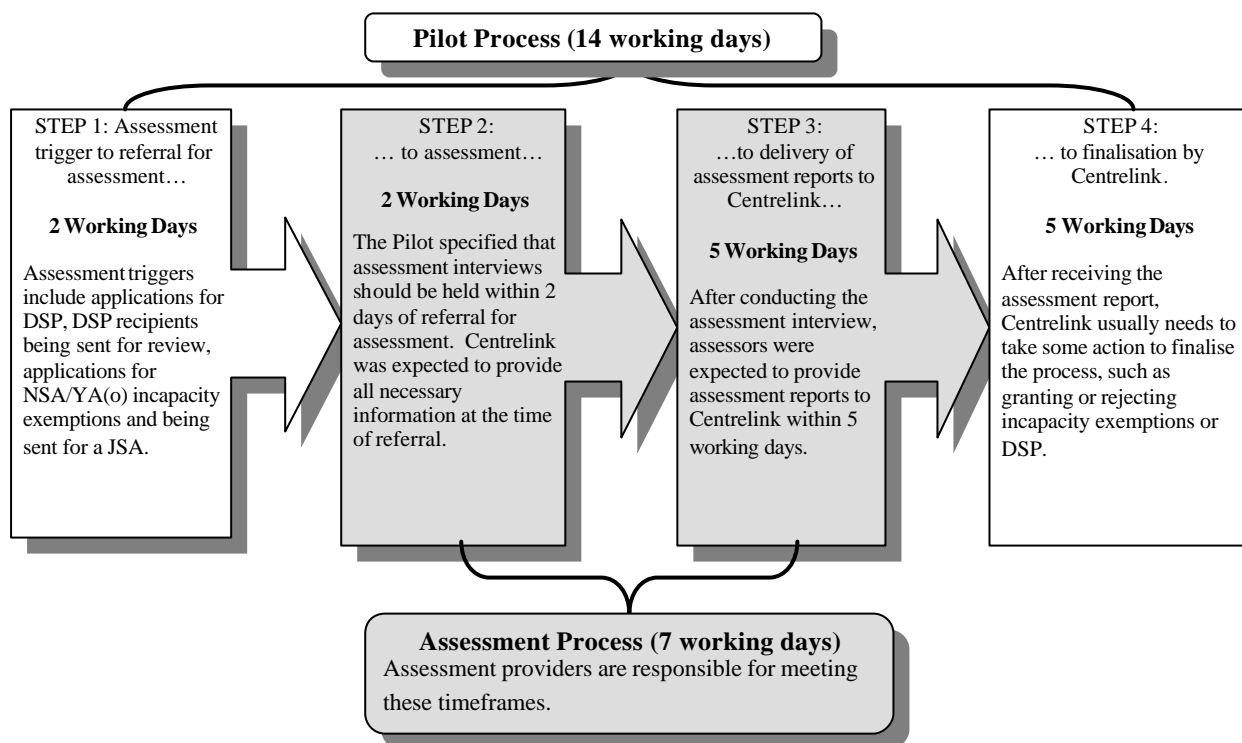 Pilot Process (14 working days)
STEP 1: Assessment
trigger to referral for
assessment…
2 Working Days
Assessment triggers
include applications for
DSP, DSP recipients
being sent for review,
applications for
NSA/YA(o) incapacity
exemptions and being
sent for a JSA.
STEP 2:
… to assessment…
2 Working Days
The Pilot specified that
assessment interviews
should be held within 2
days of referral for
assessment.  Centrelink
was expected to provide
all necessary
information at the time
of referral.
STEP 3:
…to delivery of
assessment reports to
Centrelink…
5 Working Days
After conducting the
assessment interview,
assessors were
expected to provide
assessment reports to
Centrelink within 5
working days.
STEP 4:
… to finalisation by
Centrelink.
5 Working Days
After receiving the
assessment report,
Centrelink usually needs to
take some action to finalise
the process, such as
granting or rejecting
incapacity exemptions or
DSP.
Assessment Process (7 working days)
Assessment providers are responsible for meeting
these timeframes.